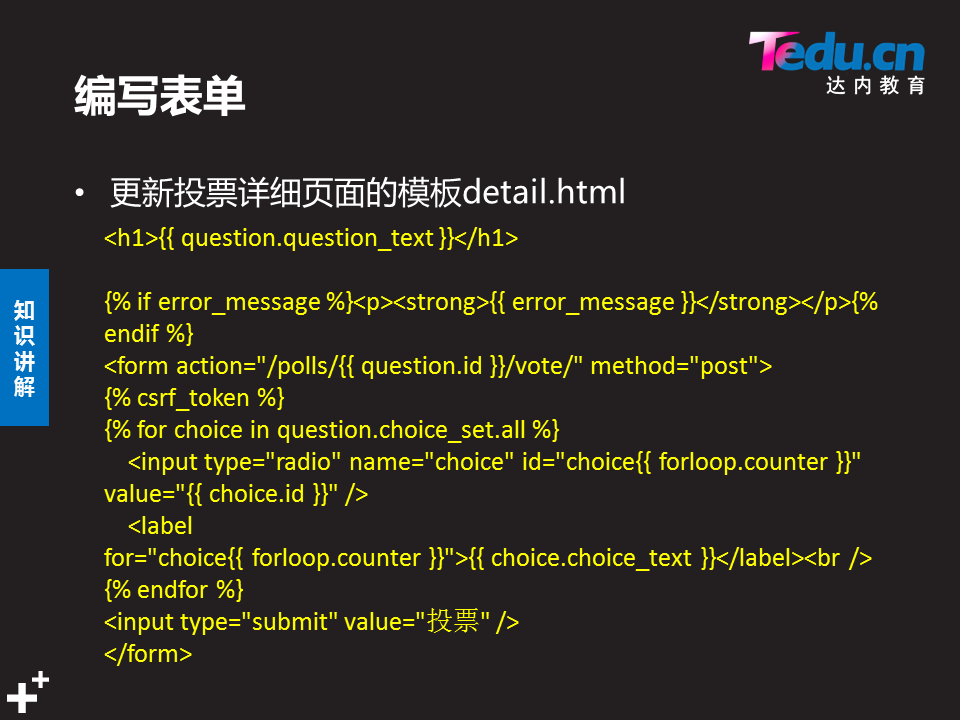 Tedu.cn
达内教育
编写表单
• 更新投票详细页面的模板detail.html
<h1>{{ question.question_text }}</h1>
{% if error_message %}<p><strong>{{ error_message }}</strong></p>{%
endif %}
<form action="/polls/{{ question.id }}/vote/" method="post">
{% csrf_token %}
{% for choice in question.choice_set.all %}
    <input type="radio" name="choice" id="choice{{ forloop.counter }}"
value="{{ choice.id }}" />
    <label
for="choice{{ forloop.counter }}">{{ choice.choice_text }}</label><br />
{% endfor %}
<input type="submit" value="投票" />
</form>
知
识
讲
解